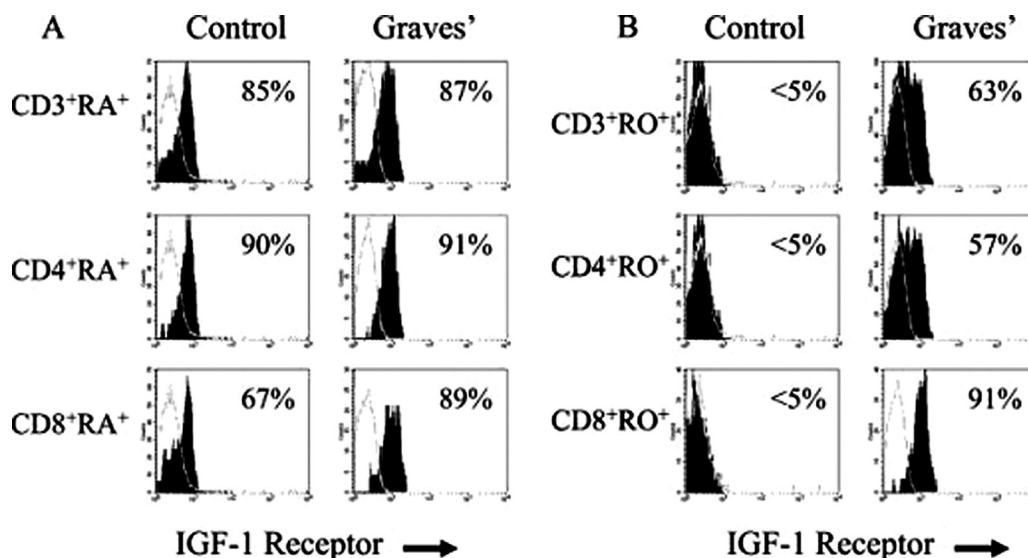 A Control Graves’ B Control Graves’
CD3⁺RA⁺ 85% 87% CD3⁺RO⁺ <5% 63%
CD4⁺RA⁺ 90% 91% CD4⁺RO⁺ <5% 57%
CD8⁺RA⁺ 67% 89% CD8⁺RO⁺ <5% 91%
IGF-1 Receptor IGF-1 Receptor